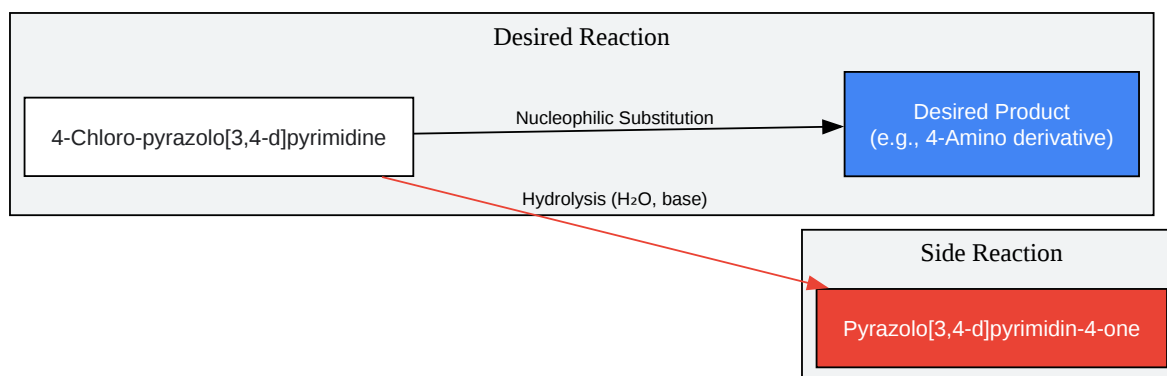 Desired Reaction
4-Chloro-pyrazolo[3,4-d]pyrimidine
Nucleophilic Substitution
Desired Product
(e.g., 4-Amino derivative)
Hydrolysis (H₂O, base)
Side Reaction
Pyrazolo[3,4-d]pyrimidin-4-one